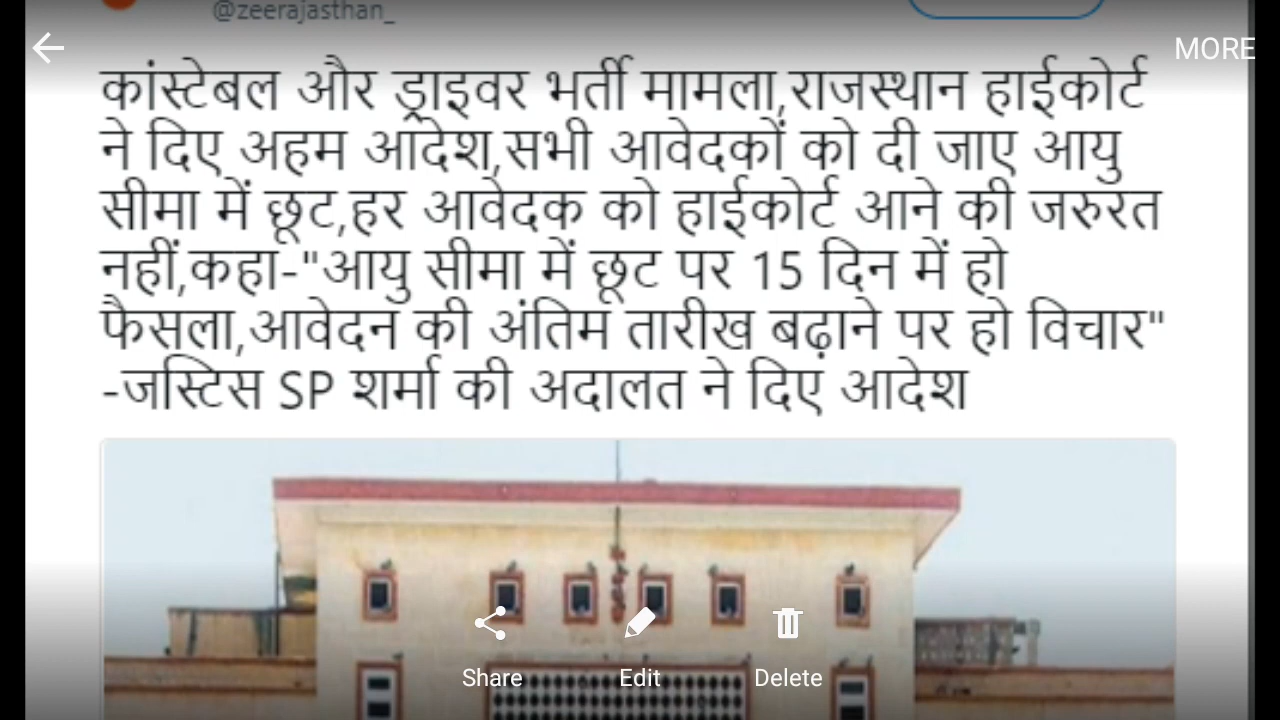 @zeerajasthan_
MORE
कांस्टेबल और ड्राइवर भर्ती मामला,राजस्थान हाईकोर्ट
ने दिए अहम आदेश,सभी आवेदकों को दी जाए आयु
सीमा में छूट,हर आवेदक को हाईकोर्ट आने की जरुरत
नहीं,कहा-"आयु सीमा में छूट पर 15 दिन में हो
फैसला,आवेदन की अंतिम तारीख बढ़ाने पर हो विचार"
-जस्टिस SP शर्मा की अदालत ने दिए आदेश
Share Edit Delete